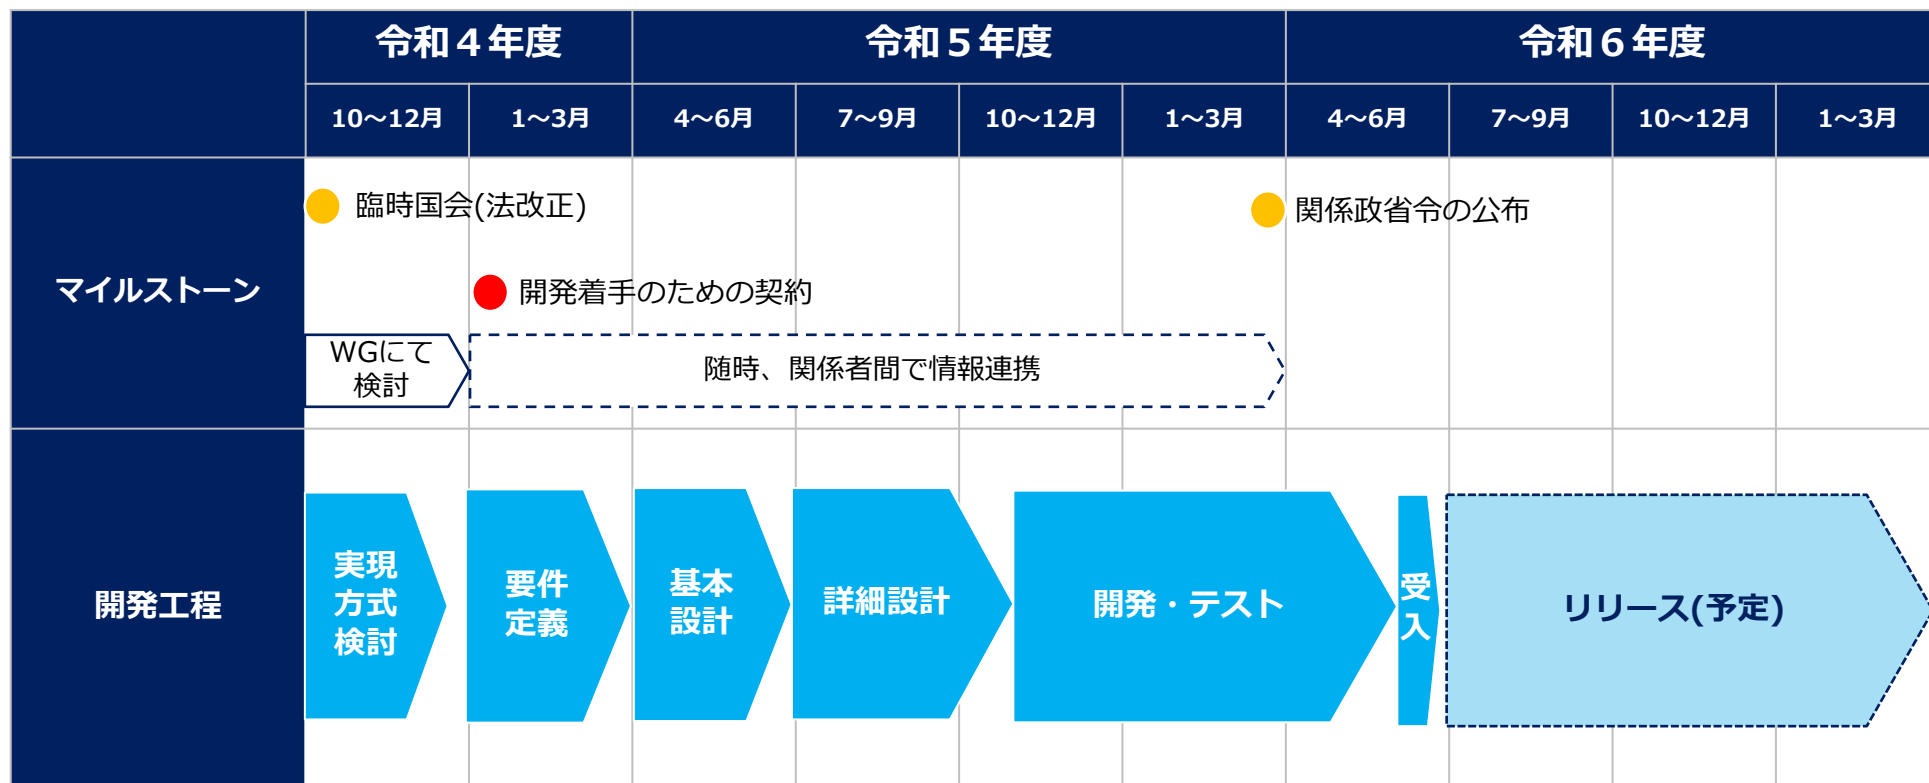 令和４年度
令和５年度
令和６年度
10～12月
1～3月
4～6月
7～9月
10～12月
1～3月
4～6月
7～9月
10～12月
1～3月
マイルストーン
臨時国会(法改正)
関係政省令の公布
開発着手のための契約
WGにて
検討
随時、関係者間で情報連携
開発工程
実現
方式
検討
要件
定義
基本
設計
詳細設計
開発・テスト
受
入
リリース(予定)